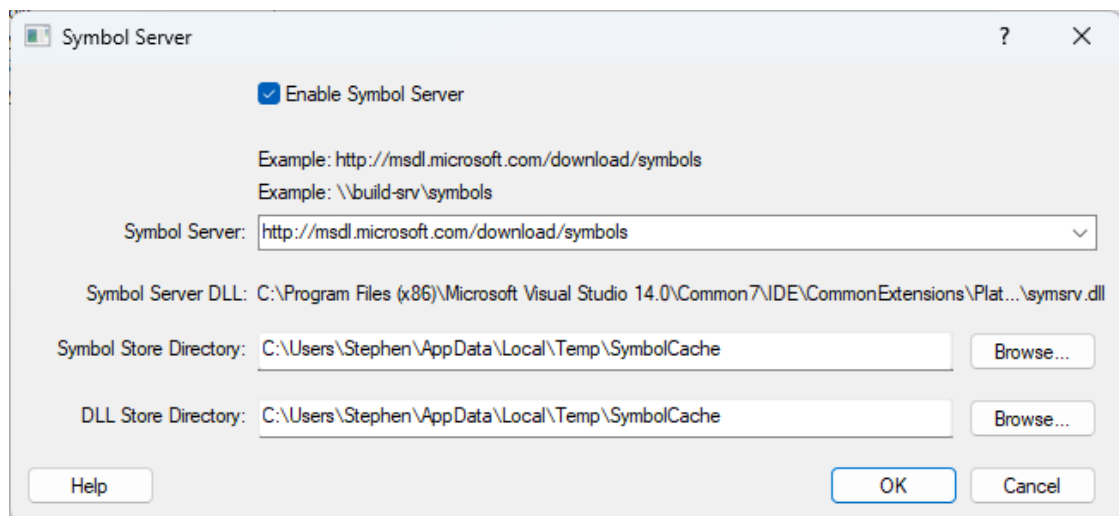 Symbol Server
Enable Symbol Server
Example: http://msdl.microsoft.com/download/symbols
Example: \\build-srv\symbols
Symbol Server: http://msdl.microsoft.com/download/symbols
Symbol Server DLL: C:\Program Files (x86)\Microsoft Visual Studio 14.0\Common7\IDE\CommonExtensions\Plat...\symsrv.dll
Symbol Store Directory: C:\Users\Stephen\AppData\Local\Temp\SymbolCache Browse...
DLL Store Directory: C:\Users\Stephen\AppData\Local\Temp\SymbolCache Browse...
Help OK Cancel